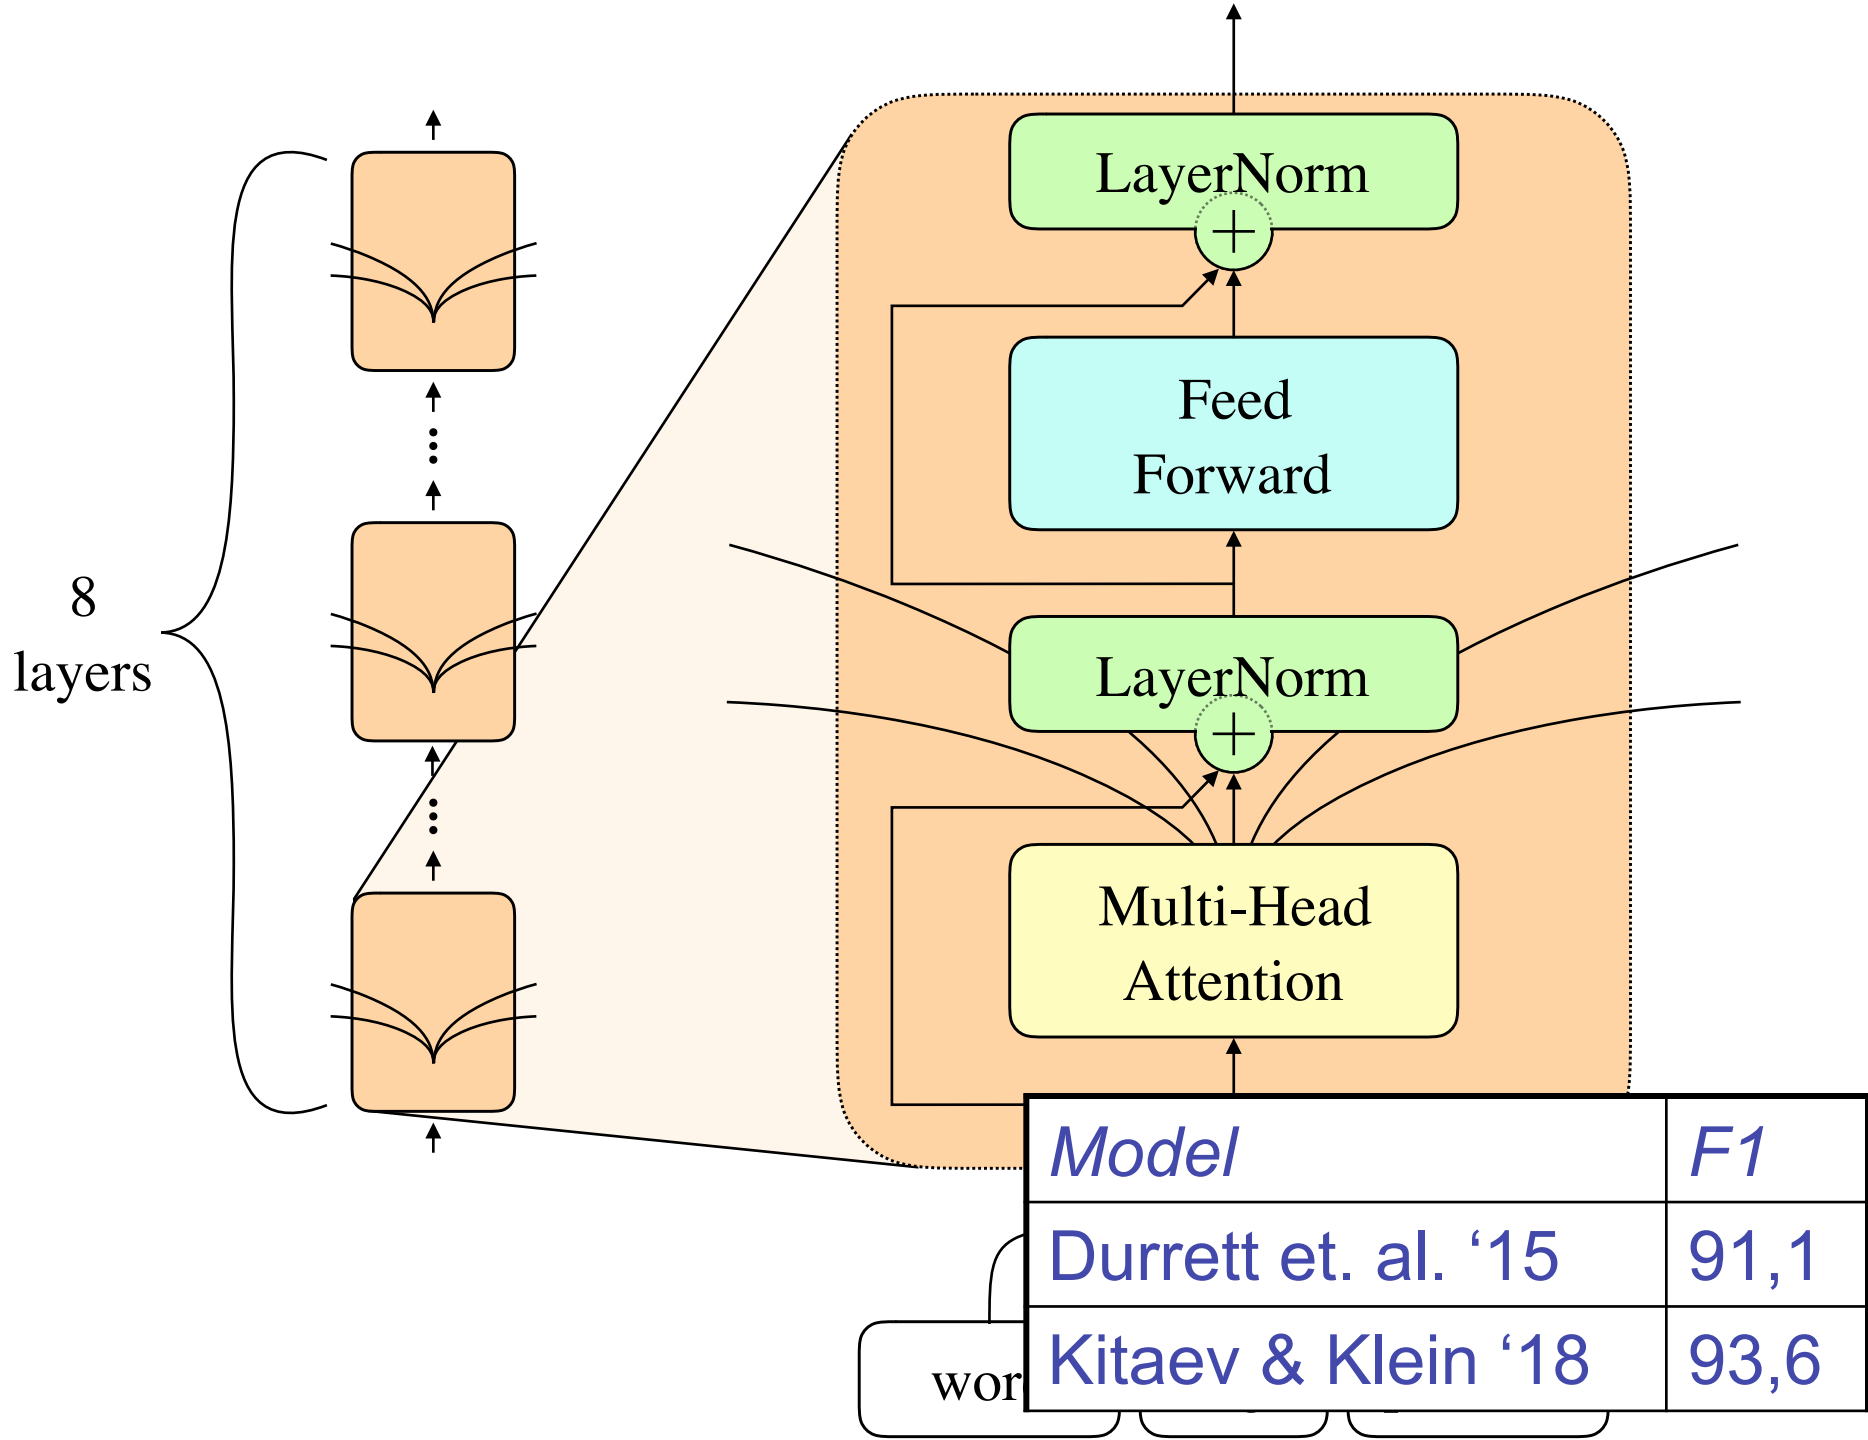 8
layers
LayerNorm
+
Feed
Forward
LayerNorm
+
Multi-Head
Attention
Model F1
Durrett et. al. ‘15 91,1
Kitaev & Klein ‘18 93,6